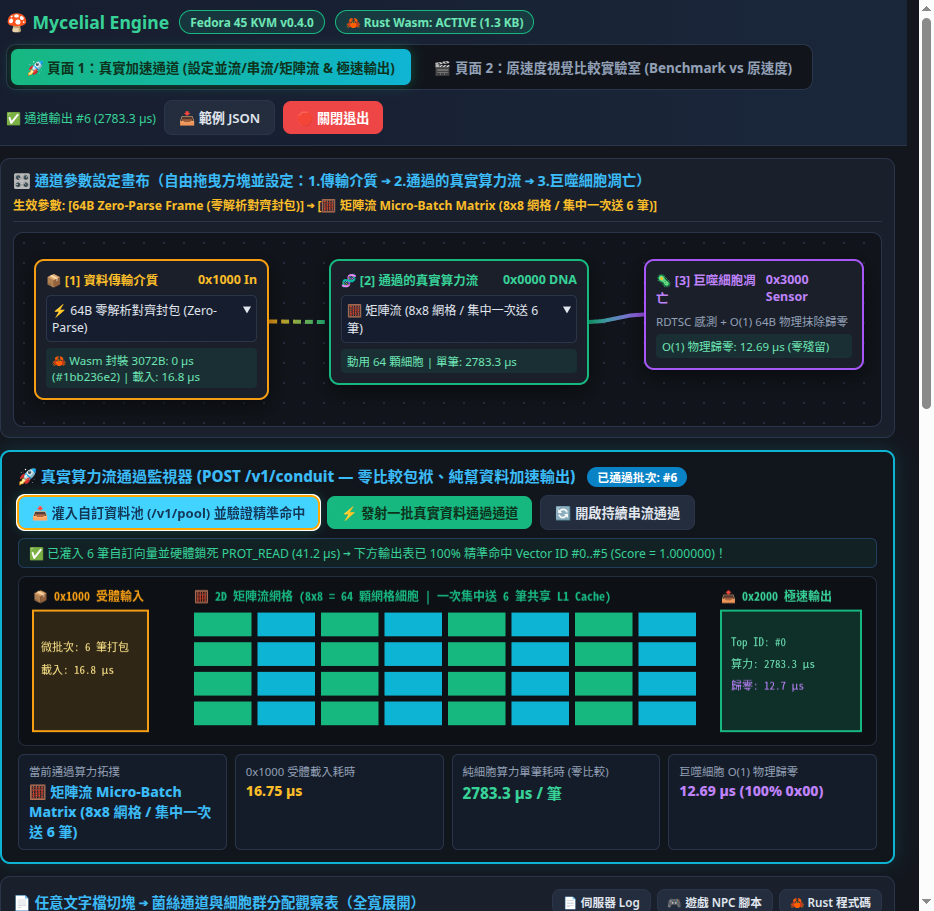 🍄 Mycelial Engine
Fedora 45 KVM v0.4.0
🦀 Rust Wasm: ACTIVE (1.3 KB)
🚀 頁面 1：真實加速通道 (設定並流/串流/矩陣流 & 極速輸出)
🎬 頁面 2：原速度視覺比較實驗室 (Benchmark vs 原速度)
✅ 通道輸出 #6 (2783.3 µs)
📥 範例 JSON
🛑 關閉退出
🎛️ 通道參數設定畫布（自由拖曳方塊並設定：1.傳輸介質 → 2.通過的真實算力流 → 3.巨噬細胞凋亡）
生效參數: [64B Zero-Parse Frame (零解析對齊封包)] → [🧱 矩陣流 Micro-Batch Matrix (8x8 網格 / 集中一次送 6 筆)]
📦 [1] 資料傳輸介質
0x1000 In
⚡ 64B 零解析對齊封包 (Zero-
Parse)
🦀 Wasm 封裝 3072B: 0 µs
(#1bb236e2) | 載入: 16.8 µs
🧬 [2] 通過的真實算力流
0x0000 DNA
🧱 矩陣流 (8x8 網格 / 集中一次送 6
筆)
動用 64 顆細胞 | 單筆: 2783.3 µs
🦠 [3] 巨噬細胞凋
亡
0x3000
Sensor
RDTSC 感測 + O(1) 64B 物理抹除歸零
O(1) 物理歸零: 12.69 µs (零殘留)
🚀 真實算力流通過監視器 (POST /v1/conduit — 零比較包袱、純幫資料加速輸出)
已通過批次: #6
📥 灌入自訂資料池 (/v1/pool) 並驗證精準命中
⚡ 發射一批真實資料通過通道
🔄 開啟持續串流通過
✅ 已灌入 6 筆自訂向量並硬體鎖死 PROT_READ (41.2 µs) → 下方輸出表已 100% 精準命中 Vector ID #0..#5 (Score = 1.000000)！
📦 0x1000 受體輸入
🧱 2D 矩陣流網格 (8x8 = 64 顆網格細胞 | 一次集中送 6 筆共享 L1 Cache)
📤 0x2000 極速輸出
微批次: 6 筆打包
載入: 16.8 µs
Top ID: #0
算力: 2783.3 µs
歸零: 12.7 µs
當前通過算力拓撲
🧱 矩陣流 Micro-Batch
Matrix (8x8 網格 / 集中一次
送 6 筆)
0x1000 受體載入耗時
16.75 µs
純細胞算力單筆耗時 (零比較)
2783.3 µs / 筆
巨噬細胞 O(1) 物理歸零
12.69 µs (100% 0x00)
📄 任意文字檔切塊 → 菌絲通道與細胞群分配觀察表（全寬展開）
📄 伺服器 Log
🎮 遊戲 NPC 腳本
🦀 Rust 程式碼